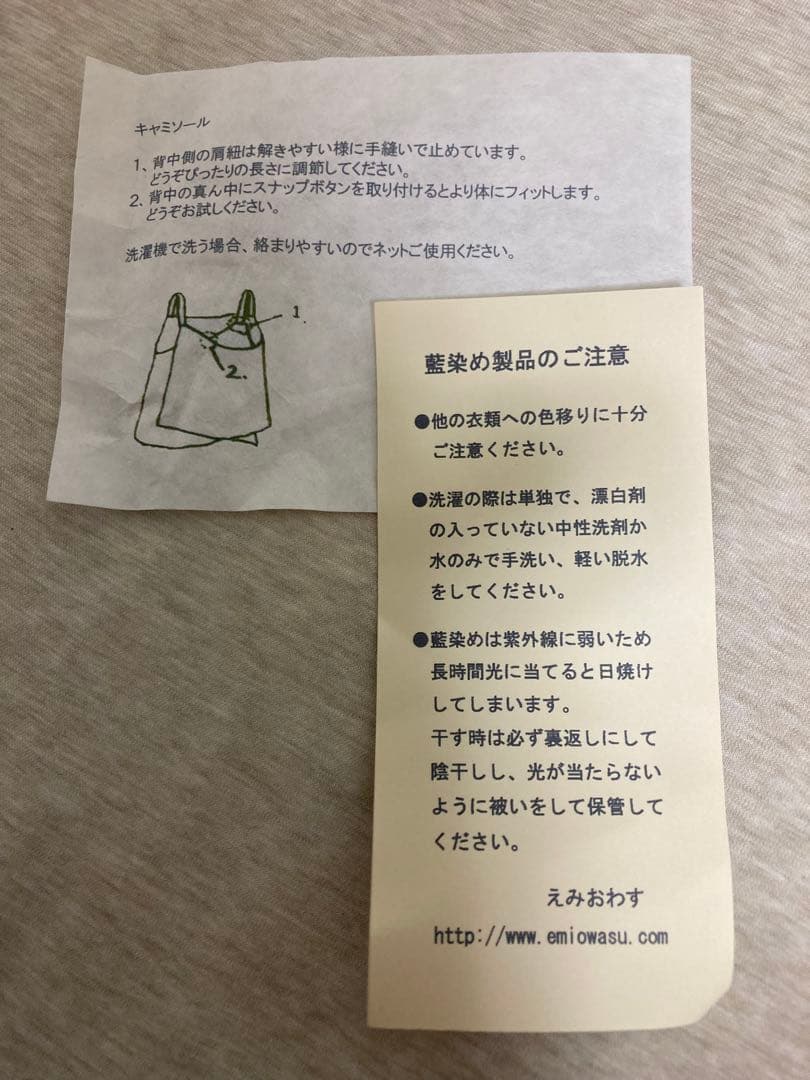 キャミソール
1、背中側の肩紐は解きやすい様に手縫いで止めています。
どうぞぴったりの長さに調節してください。
2、背中の真ん中にスナップボタンを取り付けるとより体にフィットします。
どうぞお試しください。
洗濯機で洗う場合、絡まりやすいのでネットご使用ください。
1.
2.
藍染め製品のご注意
●他の衣類への色移りに十分
ご注意ください。
●洗濯の際は単独で、漂白剤
の入っていない中性洗剤か
水のみで手洗い、軽い脱水
をしてください。
●藍染めは紫外線に弱いため
長時間光に当てると日焼け
してしまいます。
干す時は必ず裏返しにして
陰干しし、光が当たらない
ように被いをして保管して
ください。
えみおわす
http://www.emiowasu.com